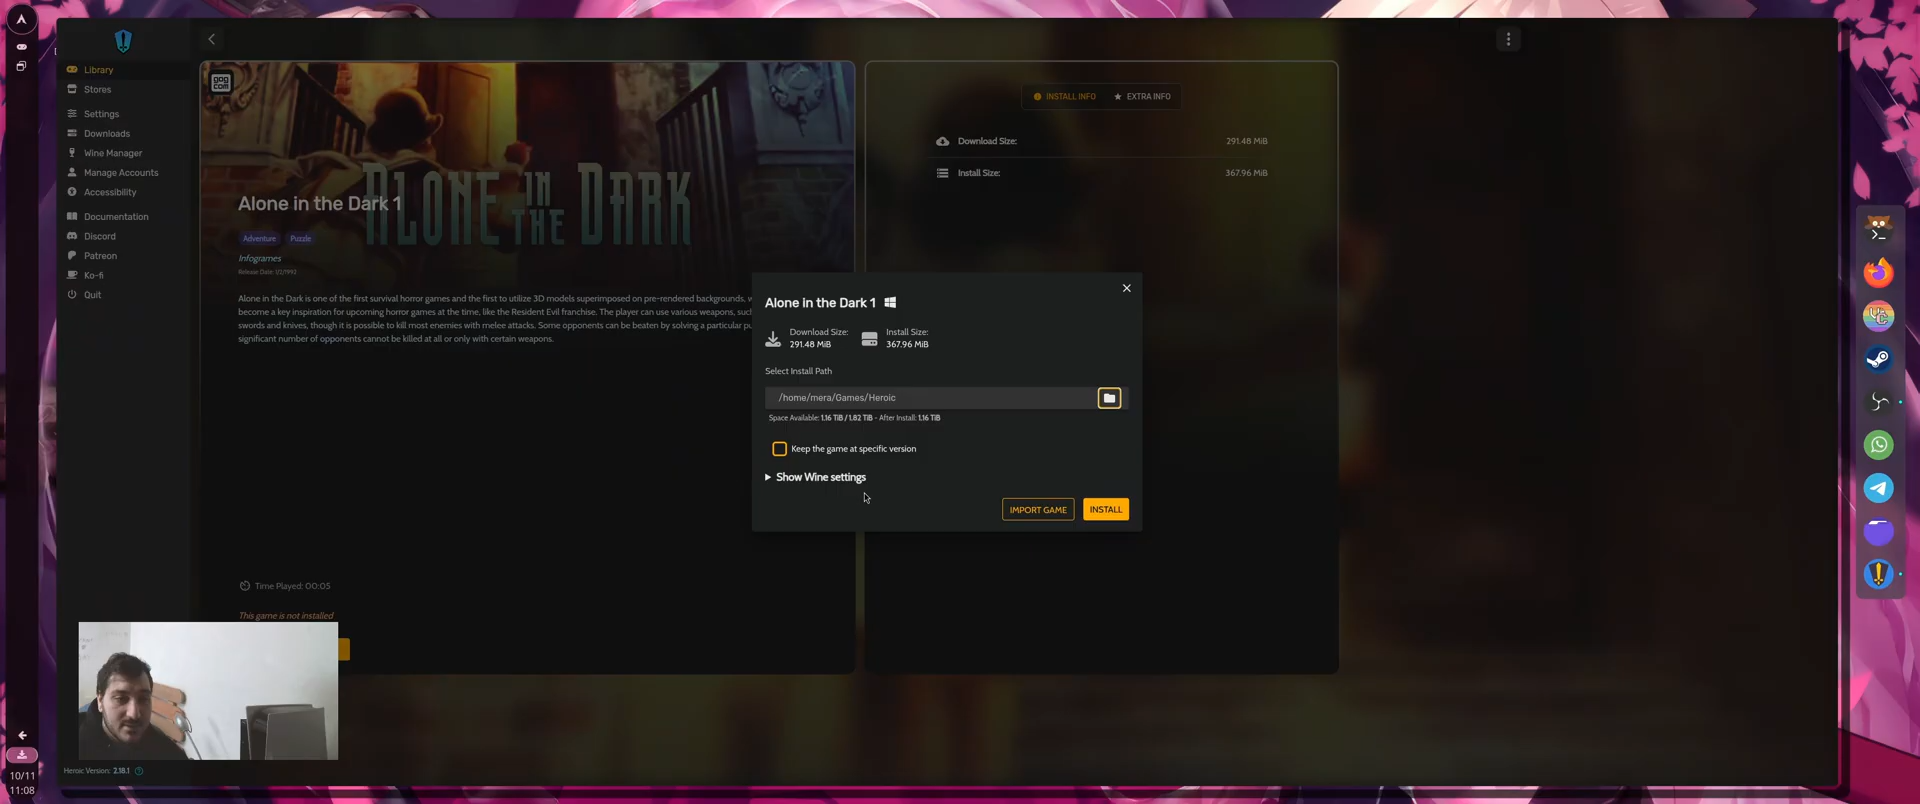 Library
Stores
Settings
Downloads
Wine Manager
Manage Accounts
Accessibility
Documentation
Discord
Patreon
Ko-fi
Quit
Heroic Version: 2.18.1
10/11
11:08
gog
com
ALONE IN THE DARK
Alone in the Dark 1
Adventure
Puzzle
Infogrames
Release Date: 1/2/1992
Alone in the Dark is one of the first survival horror games and the first to utilize 3D models superimposed on pre-rendered backgrounds, w
become a key inspiration for upcoming horror games at the time, like the Resident Evil franchise. The player can use various weapons, suc
swords and knives, though it is possible to kill most enemies with melee attacks. Some opponents can be beaten by solving a particular pu
significant number of opponents cannot be killed at all or only with certain weapons.
Time Played: 00:05
This game is not installed
INSTALL INFO
EXTRA INFO
Download Size: 291.48 MiB
Install Size: 367.96 MiB
Alone in the Dark 1
Download Size:
291.48 MiB
Install Size:
367.96 MiB
Select Install Path
/home/mera/Games/Heroic
Space Available: 1.16 TiB / 1.82 TiB - After Install: 1.16 TiB
Keep the game at specific version
Show Wine settings
IMPORT GAME
INSTALL